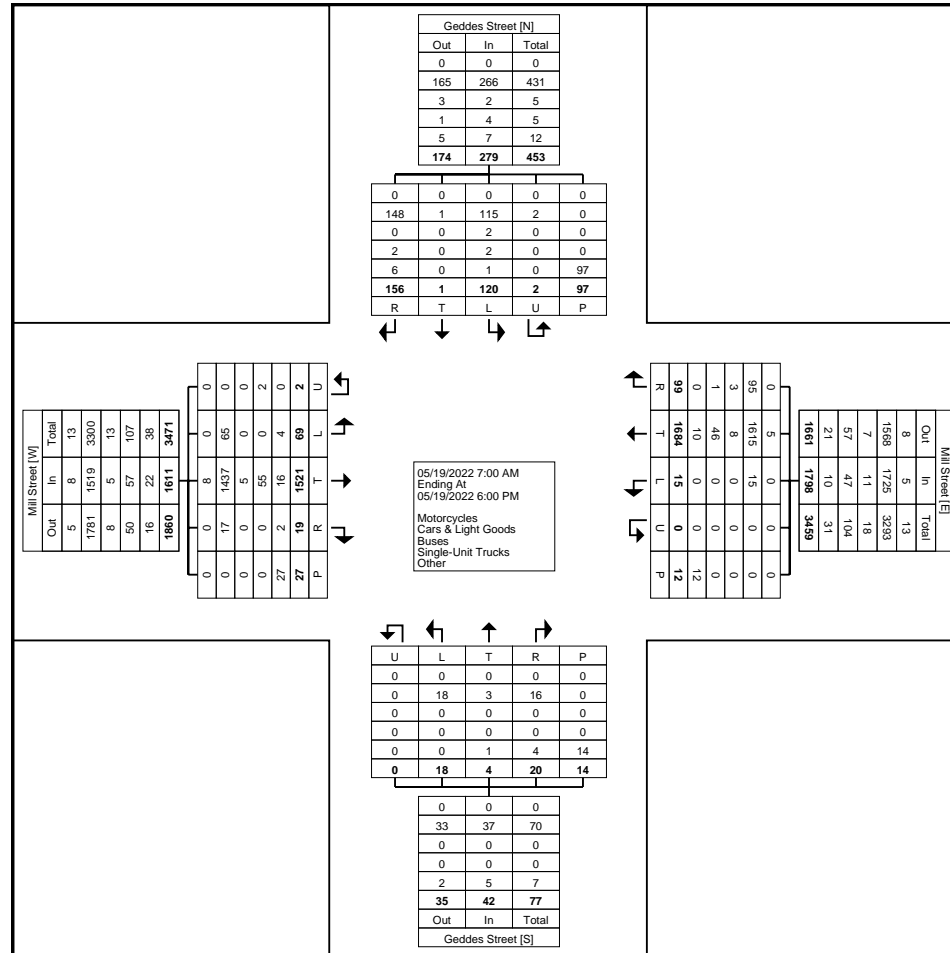 Geddes Street [N]
Out In Total
0 0 0
165 266 431
3 2 5
1 4 5
5 7 12
174 279 453
0 0 0 0 0
148 1 115 2 0
0 0 2 0 0
2 0 2 0 0
6 0 1 0 97
156 1 120 2 97
R T L U P
Mill Street [W]
Out In Total
5 8 13
1781 1519 3300
8 5 13
50 57 107
16 22 38
1860 1611 3471
U L T R P
2 69 1521 19 27
0 4 16 2 27
2 0 55 0 0
0 0 5 0 0
0 65 1437 17 0
0 0 8 0 0
05/19/2022 7:00 AM
Ending At
05/19/2022 6:00 PM
Motorcycles
Cars & Light Goods
Buses
Single-Unit Trucks
Other
Mill Street [E]
Out In Total
8 5 13
1568 1725 3293
7 11 18
57 47 104
21 10 31
1661 1798 3459
0 5 0 0 0
95 1615 15 0 0
3 8 0 0 0
1 46 0 0 0
0 10 0 0 12
99 1684 15 0 12
R T L U P
U L T R P
0 0 0 0 0
0 18 3 16 0
0 0 0 0 0
0 0 0 0 0
0 0 1 4 14
0 18 4 20 14
0 0 0
33 37 70
0 0 0
0 0 0
2 5 7
35 42 77
Out In Total
Geddes Street [S]